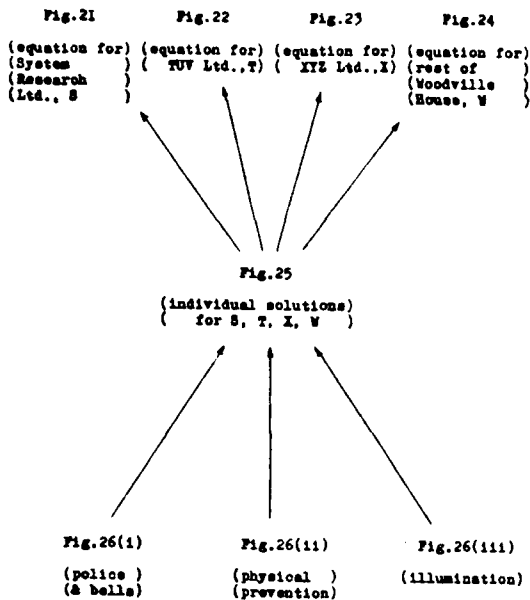 Fig.21 Fig.22 Fig.23 Fig.24
(equation for) (equation for) (equation for) (equation for)
(System ) ( TUV Ltd.,T) ( XYZ Ltd.,X) (rest of )
(Research ) (Woodville )
(Ltd., S ) (House, W )
Fig.25
(individual solutions)
( for S, T, X, W )
Fig.26(i) Fig.26(ii) Fig.26(iii)
(police ) (physical ) (illumination)
(& bells) (prevention)